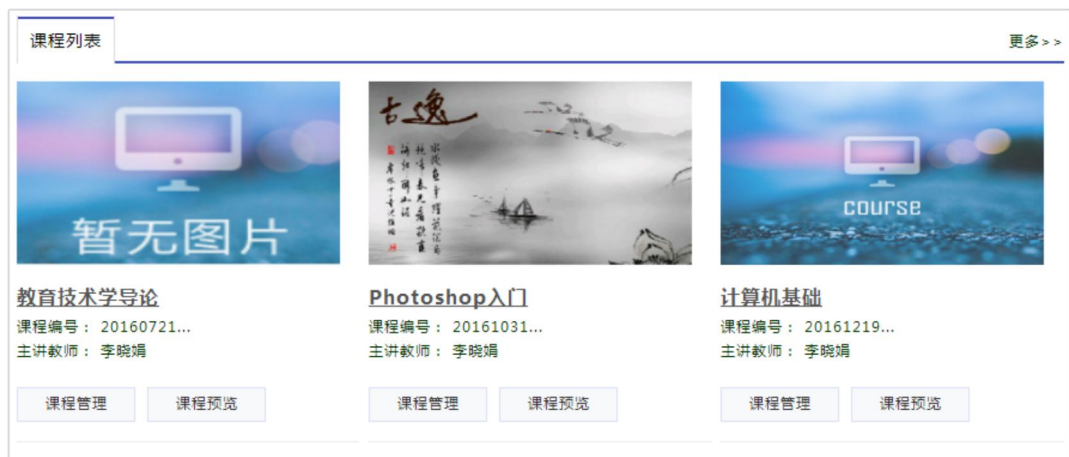 课程列表
更多>>
暂无图片
古逸
course
教育技术学导论
Photoshop入门
计算机基础
课程编号： 20160721...
课程编号： 20161031...
课程编号： 20161219...
主讲教师： 李晓娟
主讲教师： 李晓娟
主讲教师： 李晓娟
课程管理
课程预览
课程管理
课程预览
课程管理
课程预览